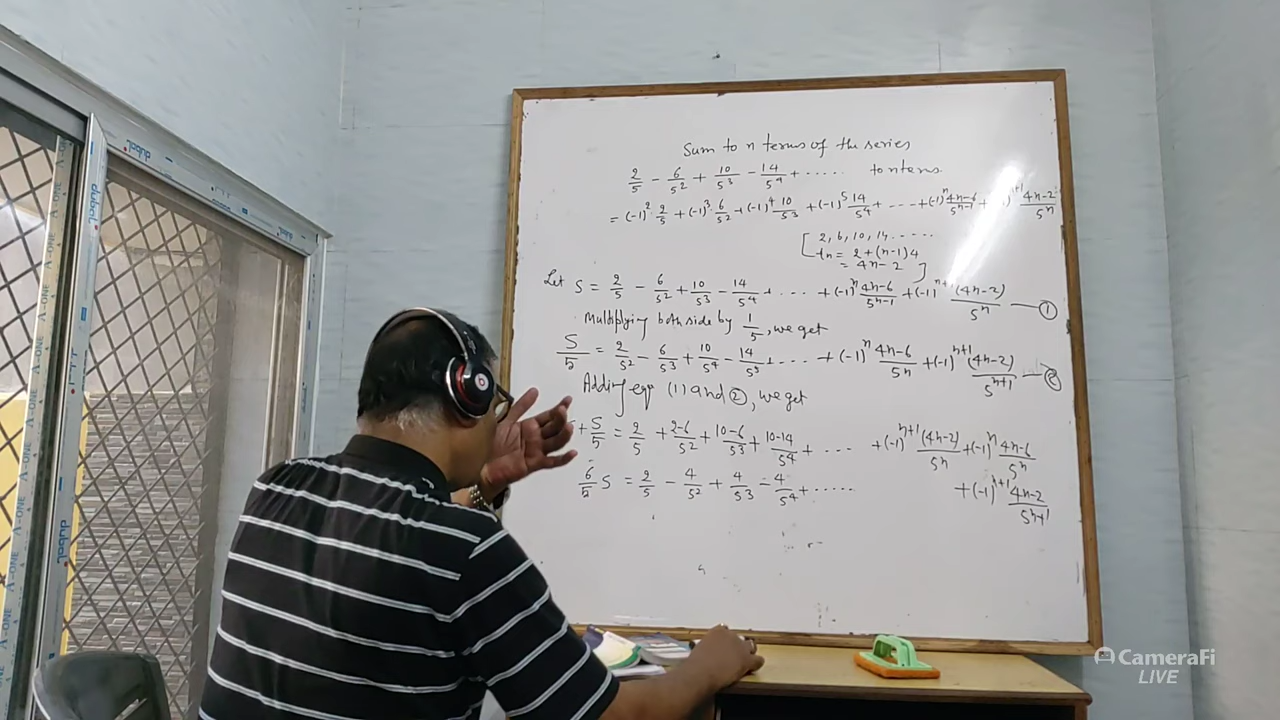 Sum to n terms of the series
2/5 - 6/5² + 10/5³ - 14/5⁴ + ..... to n terms
= (-1)² 2/5 + (-1)³ 6/5² + (-1)⁴ 10/5³ + (-1)⁵ 14/5⁴ + --- + (-1)ⁿ 4n-6/5ⁿ⁻¹ + (-1)ⁿ⁺¹ 4n-2/5ⁿ
[2, 6, 10, 14 .....
tn = 2 + (n-1) 4
= 4n - 2 ]
Let S = 2/5 - 6/5² + 10/5³ - 14/5⁴ + .... + (-1)ⁿ 4n-6/5ⁿ⁻¹ + (-1)ⁿ⁺¹ (4n-2)/5ⁿ — ①
Multiplying both side by 1/5, we get
S/5 = 2/5² - 6/5³ + 10/5⁴ - 14/5⁵ + .... + (-1)ⁿ 4n-6/5ⁿ + (-1)ⁿ⁺¹ (4n-2)/5ⁿ⁺¹ — ②
Adding eqⁿ (1) and ②, we get
+ S/5 = 2/5 + 2-6/5² + 10-6/5³ + 10-14/5⁴ + .... + (-1)ⁿ⁺¹ (4n-2)/5ⁿ + (-1)ⁿ 4n-6/5ⁿ
+ (-1)ⁿ⁺¹ 4n-2/5ⁿ⁺¹
6/5 S = 2/5 - 4/5² + 4/5³ - 4/5⁴ + ......
CameraFi
LIVE
dubal
A-ONE
dubal
A-ONE
dubal